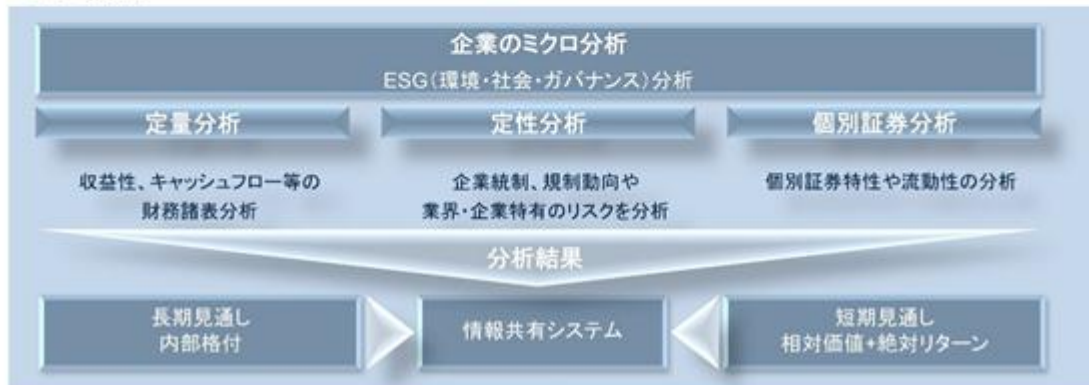 企業のミクロ分析
ESG(環境・社会・ガバナンス)分析
定量分析
定性分析
個別証券分析
収益性、キャッシュフロー等の
財務諸表分析
企業統制、規制動向や
業界・企業特有のリスクを分析
個別証券特性や流動性の分析
分析結果
長期見通し
内部格付
情報共有システム
短期見通し
相対価値+絶対リターン